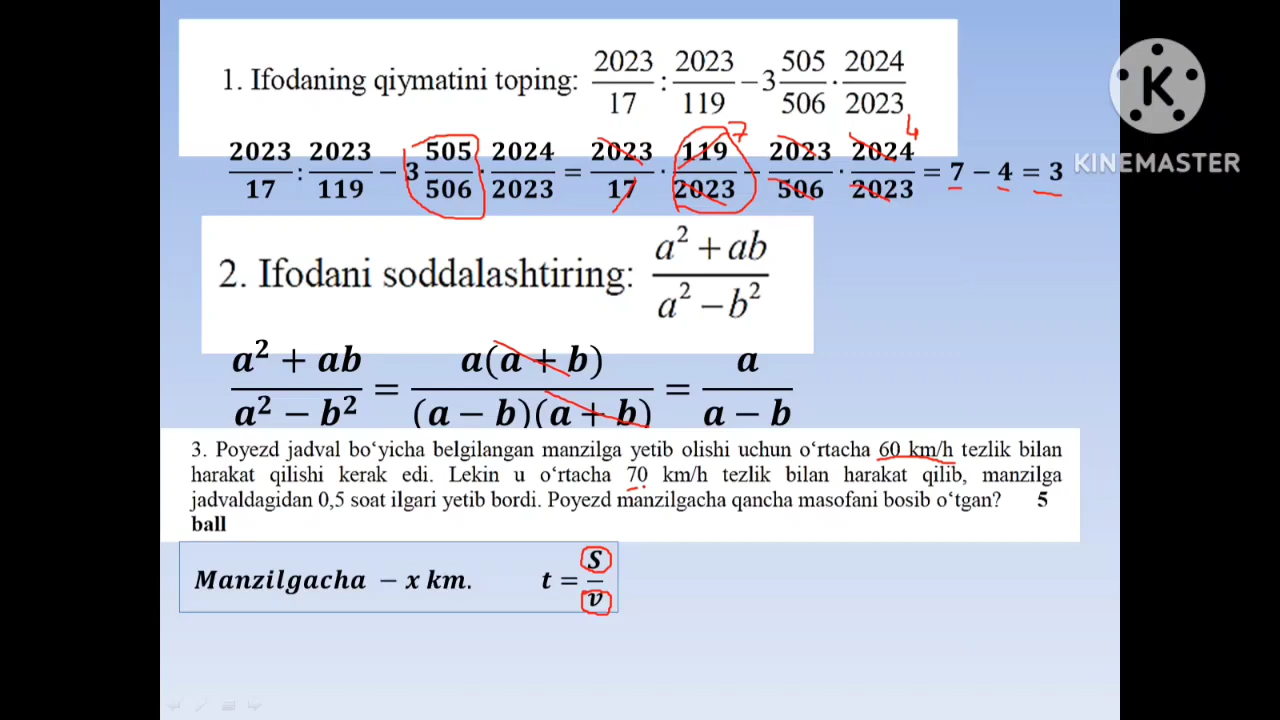 1. Ifodaning qiymatini toping: 2023/17 : 2023/119 − 3 505/506 · 2024/2023
2023/17 : 2023/119 − 3 505/506 · 2024/2023 = 2023/17 · 119/2023 − 2023/506 · 2024/2023 = 7 − 4 = 3
7
4
K
KINEMASTER
2. Ifodani soddalashtiring: (a² + ab)/(a² − b²)
(a² + ab)/(a² − b²) = a(a + b)/((a − b)(a + b)) = a/(a − b)
3. Poyezd jadval bo‘yicha belgilangan manzilga yetib olishi uchun o‘rtacha 60 km/h tezlik bilan
harakat qilishi kerak edi. Lekin u o‘rtacha 70 km/h tezlik bilan harakat qilib, manzilga
jadvaldagidan 0,5 soat ilgari yetib bordi. Poyezd manzilgacha qancha masofani bosib o‘tgan? 5
ball
Manzilgacha − x km. t = S/v